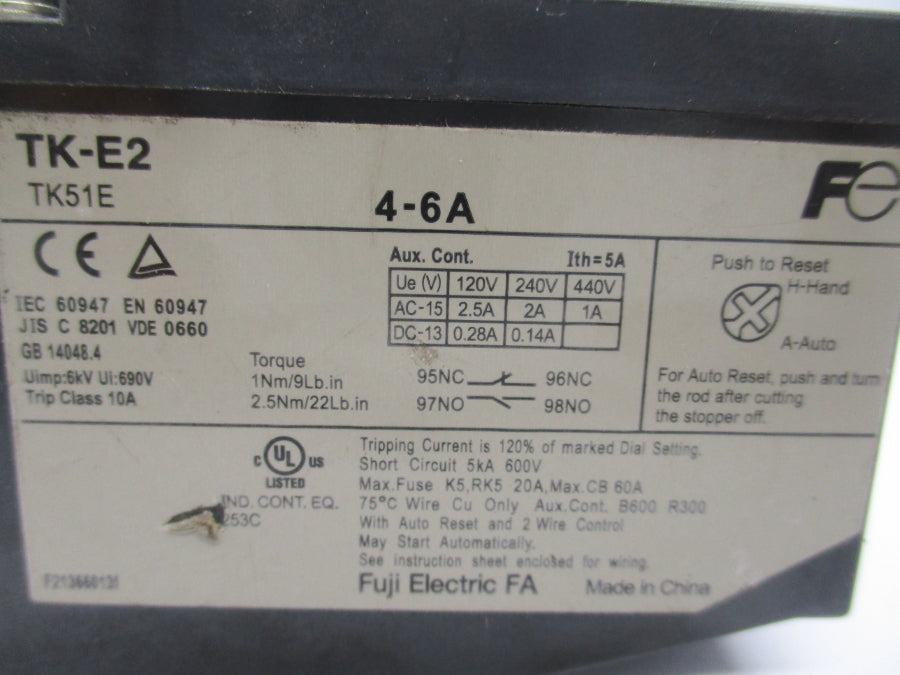 TK-E2
TK51E
4-6A
Fe
CE
IEC 60947 EN 60947
JIS C 8201 VDE 0660
GB 14048.4
Uimp:6kV Ui:690V
Trip Class 10A
Torque
1Nm/9Lb.in
2.5Nm/22Lb.in
Aux. Cont. Ith=5A
Ue (V) 120V 240V 440V
AC-15 2.5A 2A 1A
DC-13 0.28A 0.14A
95NC 96NC
97NO 98NO
Push to Reset
H-Hand
A-Auto
For Auto Reset, push and turn
the rod after cutting
the stopper off.
C UL US
LISTED
IND. CONT. EQ.
253C
Tripping Current is 120% of marked Dial Setting.
Short Circuit 5kA 600V
Max.Fuse K5,RK5 20A,Max.CB 60A
75°C Wire Cu Only Aux.Cont. B600 R300
With Auto Reset and 2 Wire Control
May Start Automatically.
See instruction sheet enclosed for wiring.
Fuji Electric FA Made in China